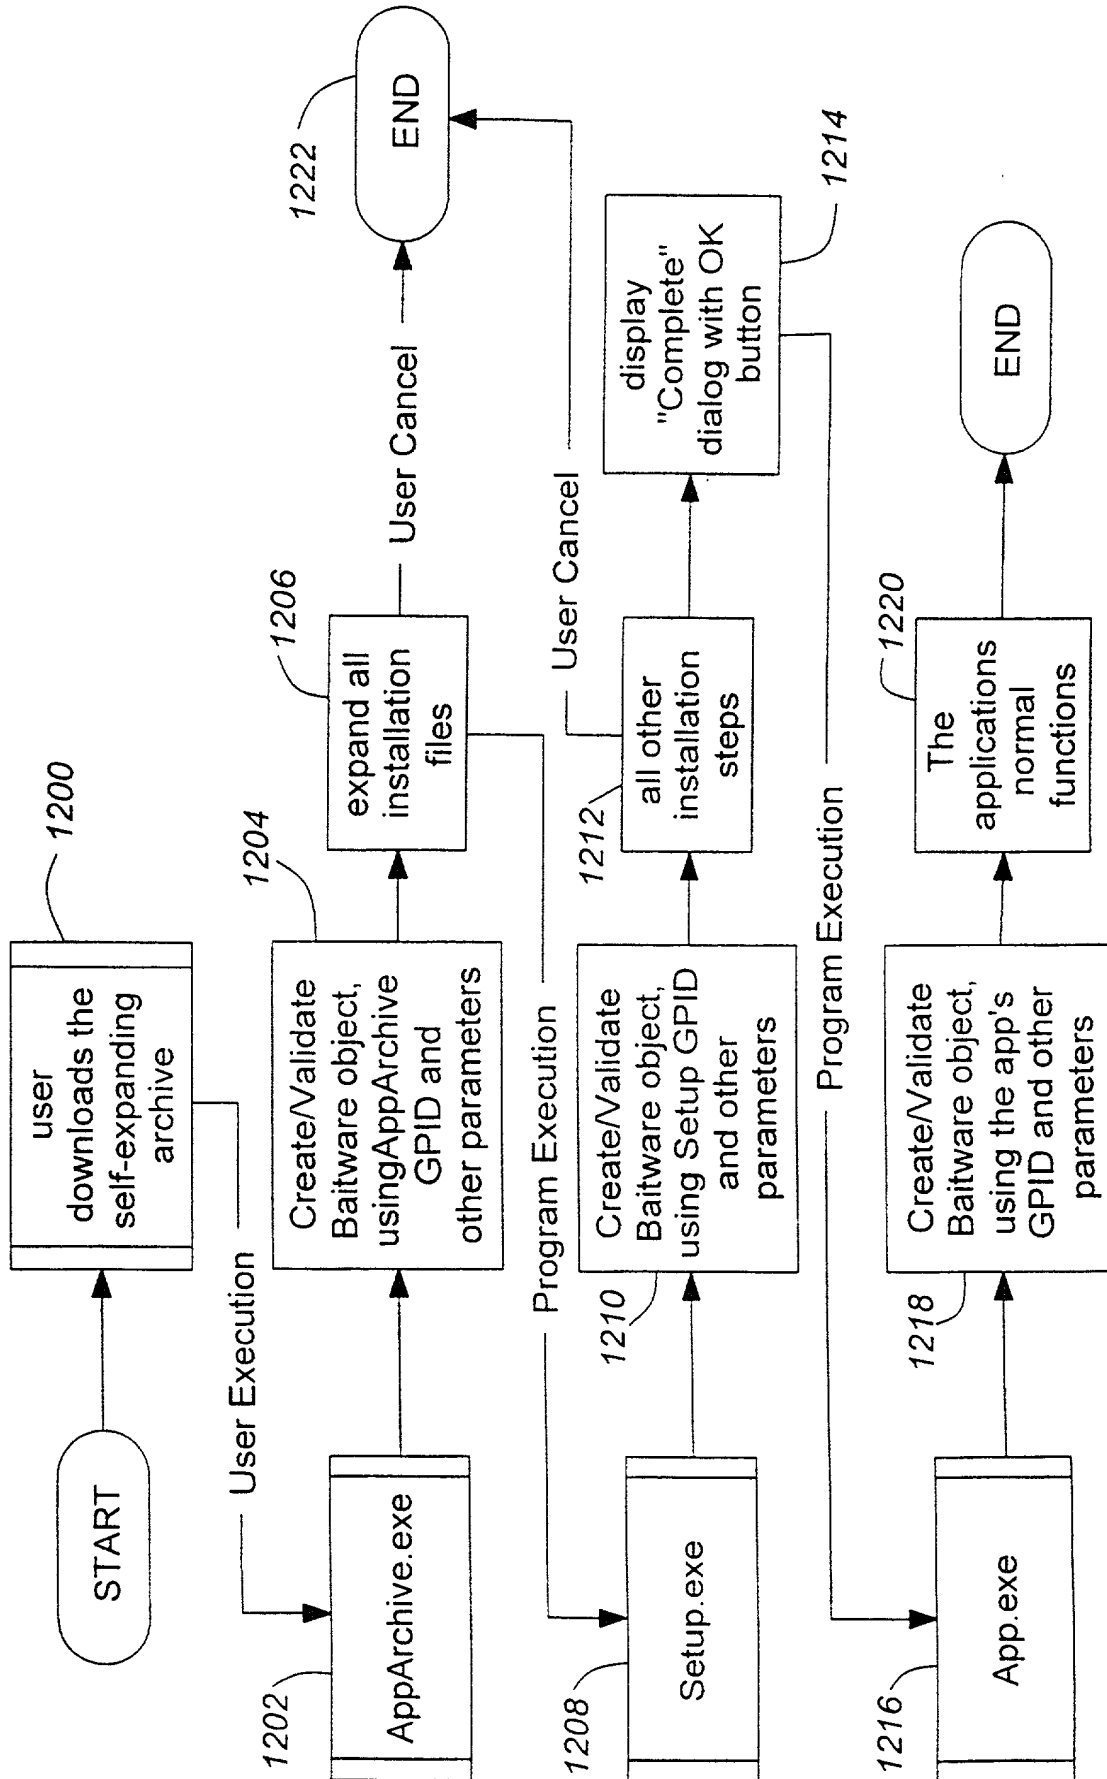 START
user
downloads the
self-expanding
archive
1200
User Execution
1202
AppArchive.exe
1204
Create/Validate
Baitware object,
usingAppArchive
GPID and
other parameters
1206
expand all
installation
files
User Cancel
1222
END
Program Execution
1208
Setup.exe
1210
Create/Validate
Baitware object,
using Setup GPID
and other
parameters
1212
all other
installation
steps
User Cancel
display
"Complete"
dialog with OK
button
1214
Program Execution
1216
App.exe
1218
Create/Validate
Baitware object,
using the app's
GPID and other
parameters
1220
The
applications
normal
functions
END